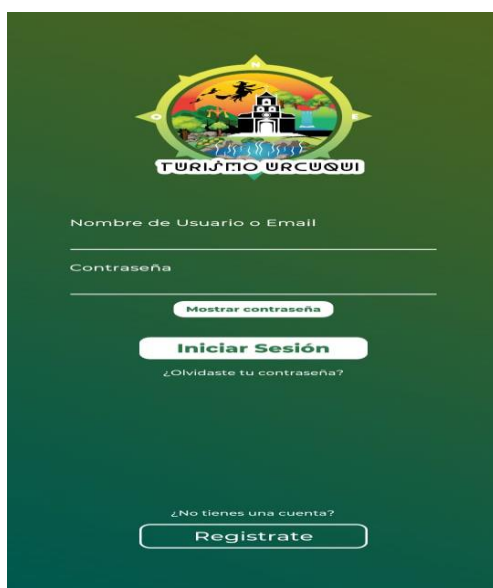 N
O E
TURISMO URCUQUI
Nombre de Usuario o Email
Contraseña
Mostrar contraseña
Iniciar Sesión
¿Olvidaste tu contraseña?
¿No tienes una cuenta?
Registrate